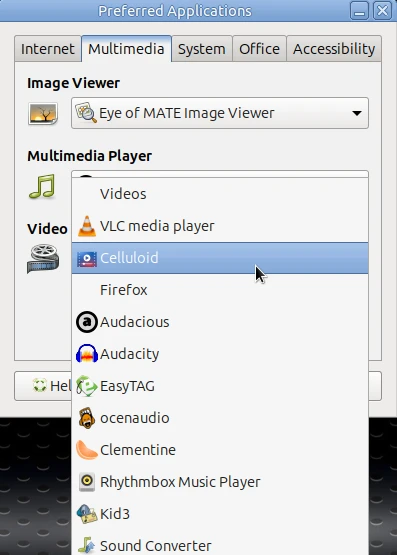 Preferred Applications
Internet Multimedia System Office Accessibility
Image Viewer
Eye of MATE Image Viewer
Multimedia Player
Videos
Video
VLC media player
Celluloid
Firefox
Audacious
Audacity
EasyTAG
ocenaudio
Clementine
Rhythmbox Music Player
Kid3
Sound Converter